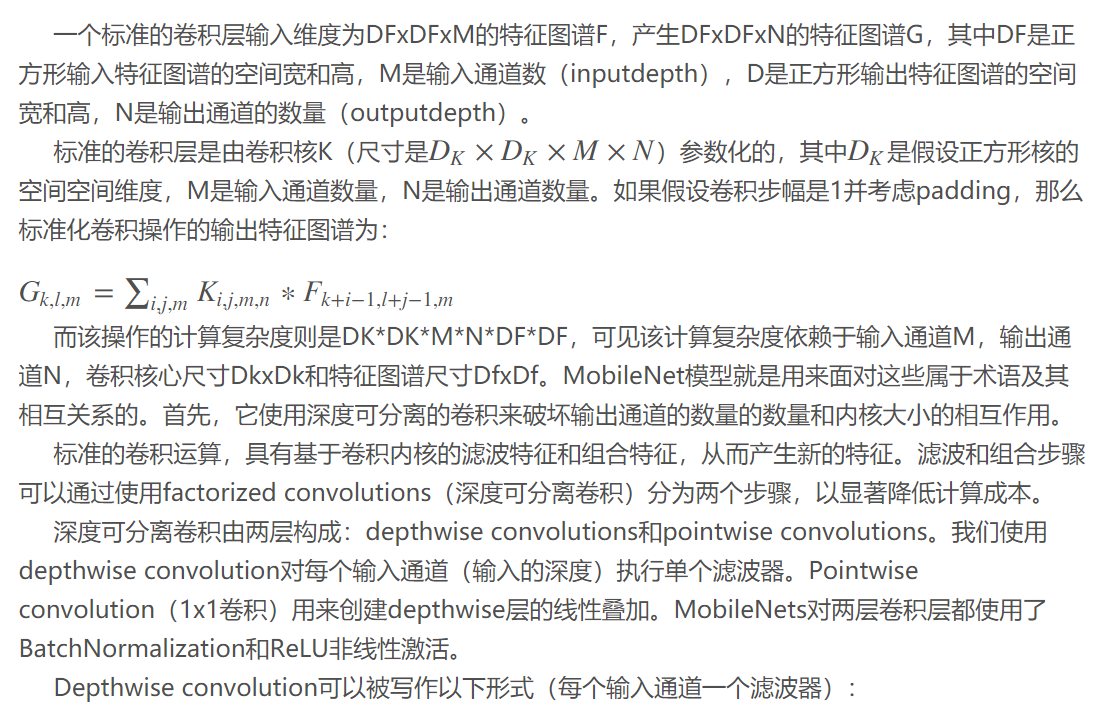 一个标准的卷积层输入维度为DFxDFxM的特征图谱F，产生DFxDFxN的特征图谱G，其中DF是正
方形输入特征图谱的空间宽和高，M是输入通道数（inputdepth），D是正方形输出特征图谱的空间
宽和高，N是输出通道的数量（outputdepth）。
标准的卷积层是由卷积核K（尺寸是$D_K \times D_K \times M \times N$）参数化的，其中$D_K$是假设正方形核的
空间空间维度，M是输入通道数量，N是输出通道数量。如果假设卷积步幅是1并考虑padding，那么
标准化卷积操作的输出特征图谱为：
$G_{k,l,m} = \sum_{i,j,m} K_{i,j,m,n} * F_{k+i-1,l+j-1,m}$
而该操作的计算复杂度则是DK*DK*M*N*DF*DF，可见该计算复杂度依赖于输入通道M，输出通
道N，卷积核心尺寸DkxDk和特征图谱尺寸DfxDf。MobileNet模型就是用来面对这些属于术语及其
相互关系的。首先，它使用深度可分离的卷积来破坏输出通道的数量的数量和内核大小的相互作用。
标准的卷积运算，具有基于卷积内核的滤波特征和组合特征，从而产生新的特征。滤波和组合步骤
可以通过使用factorized convolutions（深度可分离卷积）分为两个步骤，以显著降低计算成本。
深度可分离卷积由两层构成：depthwise convolutions和pointwise convolutions。我们使用
depthwise convolution对每个输入通道（输入的深度）执行单个滤波器。Pointwise
convolution（1x1卷积）用来创建depthwise层的线性叠加。MobileNets对两层卷积层都使用了
BatchNormalization和ReLU非线性激活。
Depthwise convolution可以被写作以下形式（每个输入通道一个滤波器）：